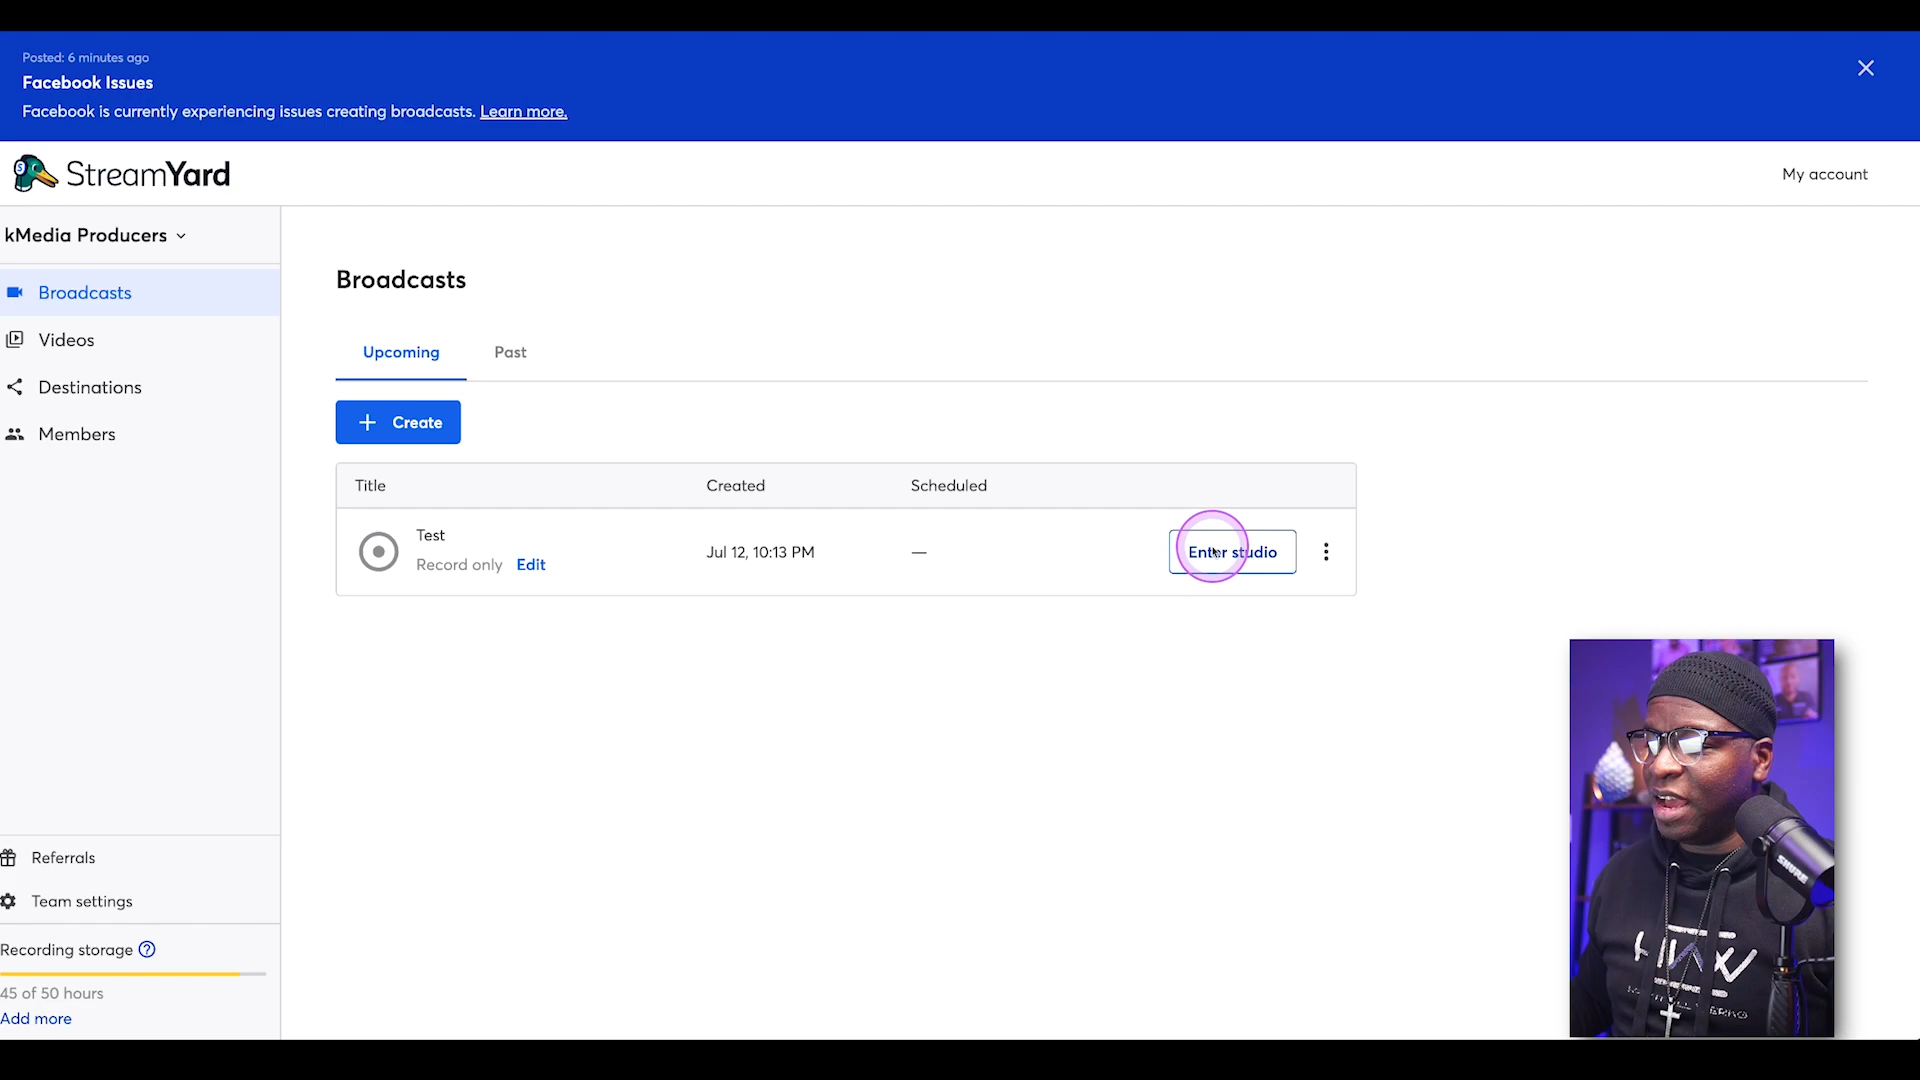 Posted: 6 minutes ago
Facebook Issues
Facebook is currently experiencing issues creating broadcasts. Learn more.
StreamYard
My account
kMedia Producers
Broadcasts
Videos
Destinations
Members
Referrals
Team settings
Recording storage
45 of 50 hours
Add more
Broadcasts
Upcoming
Past
Create
Title
Created
Scheduled
Test
Record only
Edit
Jul 12, 10:13 PM
—
Enter studio
SHURE